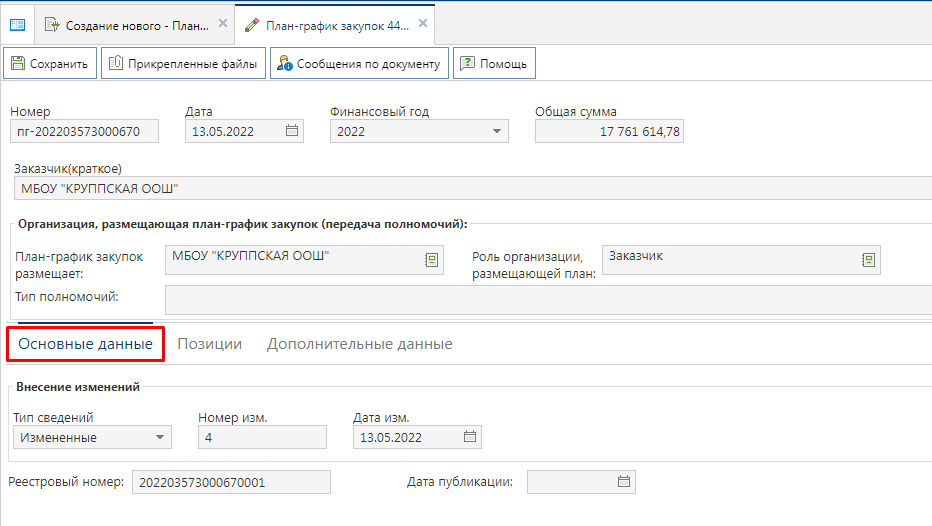 Создание нового - План... План-график закупок 44...
Сохранить Прикрепленные файлы Сообщения по документу Помощь
Номер Дата Финансовый год Общая сумма
пг-202203573000670 13.05.2022 2022 17 761 614,78
Заказчик(краткое)
МБОУ "КРУППСКАЯ ООШ"
Организация, размещающая план-график закупок (передача полномочий):
План-график закупок размещает: МБОУ "КРУППСКАЯ ООШ" Роль организации, размещающей план: Заказчик
Тип полномочий:
Основные данные Позиции Дополнительные данные
Внесение изменений
Тип сведений Номер изм. Дата изм.
Измененные 4 13.05.2022
Реестровый номер: 202203573000670001 Дата публикации: